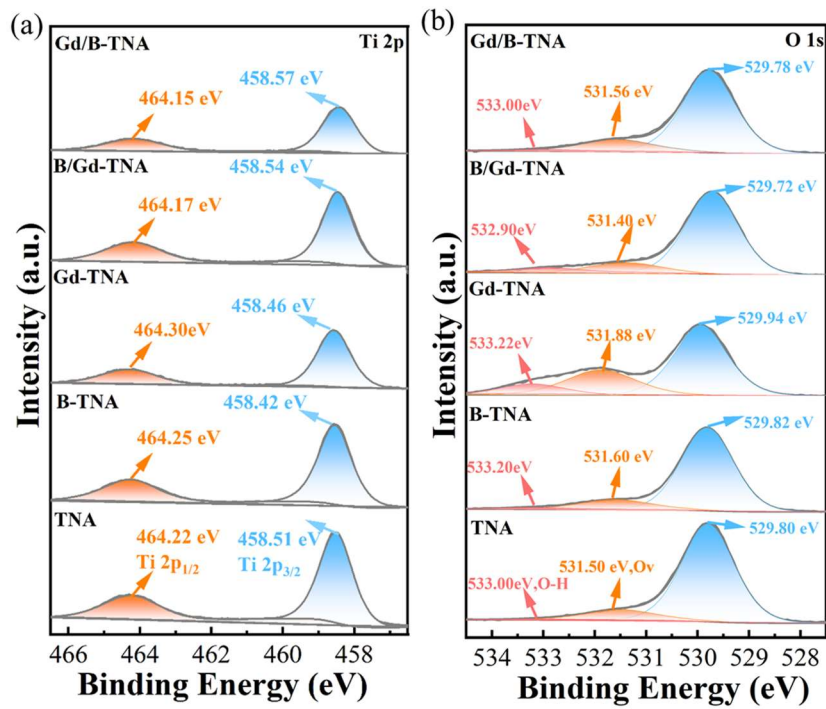 (a)
Gd/B-TNA
Ti 2p
464.15 eV
458.57 eV
B/Gd-TNA
464.17 eV
458.54 eV
Gd-TNA
464.30eV
458.46 eV
B-TNA
464.25 eV
458.42 eV
TNA
464.22 eV
Ti 2p1/2
458.51 eV
Ti 2p3/2
Intensity (a.u.)
466 464 462 460 458
Binding Energy (eV)
(b)
Gd/B-TNA
O 1s
533.00eV
531.56 eV
529.78 eV
B/Gd-TNA
532.90eV
531.40 eV
529.72 eV
Gd-TNA
533.22eV
531.88 eV
529.94 eV
B-TNA
533.20eV
531.60 eV
529.82 eV
TNA
533.00eV,O-H
531.50 eV,Ov
529.80 eV
Intensity (a.u.)
534 533 532 531 530 529 528
Binding Energy (eV)